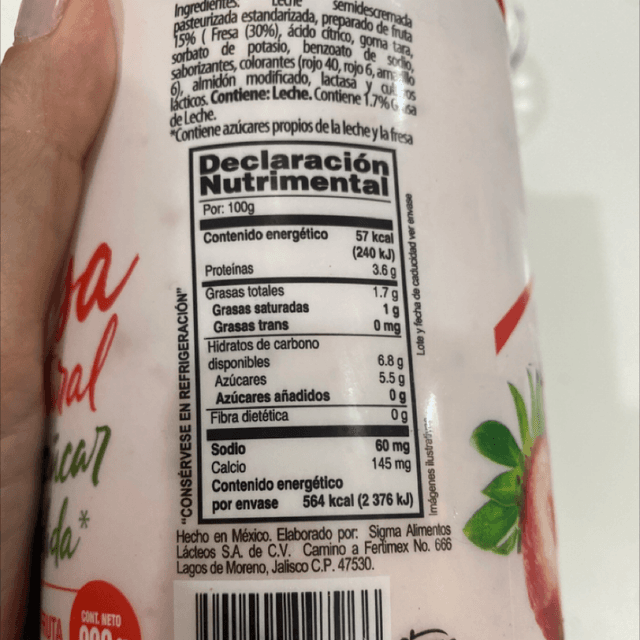 Ingredientes: Leche semidescremada
pasteurizada estandarizada, preparado de fruta
15% ( Fresa (30%), ácido cítrico, goma tara,
sorbato de potasio, benzoato de sodio,
saborizantes, colorantes (rojo 40, rojo 6, amarillo
6), almidón modificado, lactasa y
lácticos. Contiene: Leche. Contiene 1.7% Grasa
de Leche.
*Contiene azúcares propios de la leche y la fresa
Declaración
Nutrimental
Por: 100g
Contenido energético 57 kcal
(240 kJ)
Proteínas 3.6 g
Grasas totales 1.7 g
Grasas saturadas 1 g
Grasas trans 0 mg
Hidratos de carbono
disponibles 6.8 g
Azúcares 5.5 g
Azúcares añadidos 0 g
Fibra dietética 0 g
Sodio 60 mg
Calcio 145 mg
Contenido energético
por envase 564 kcal (2 376 kJ)
"CONSÉRVESE EN REFRIGERACIÓN"
Lote y fecha de caducidad ver envase
Imágenes ilustrativas
Hecho en México. Elaborado por: Sigma Alimentos
Lácteos S.A. de C.V. Camino a Fertimex No. 666
Lagos de Moreno, Jalisco C.P. 47530.
CONT. NETO